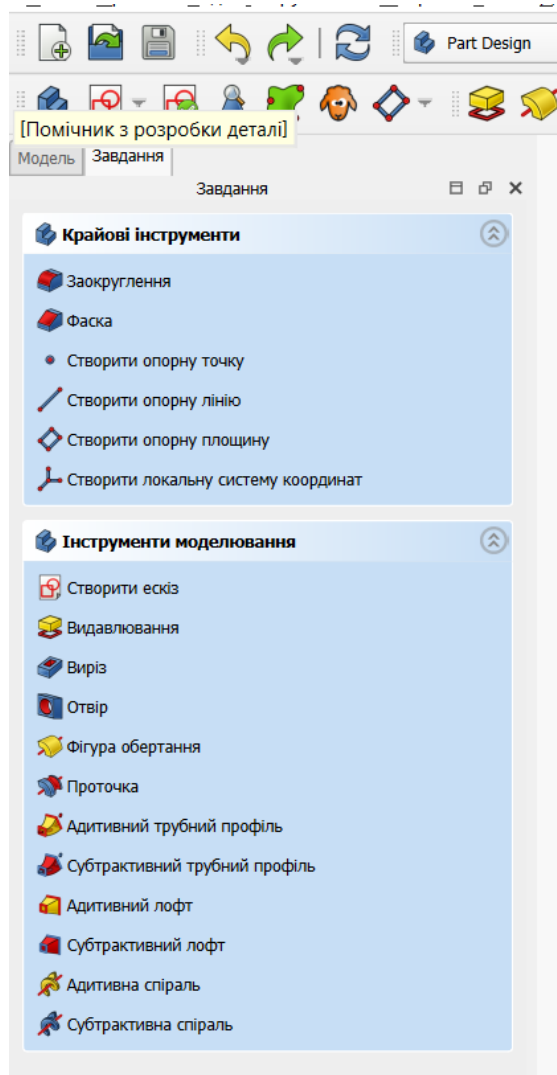 Part Design
[Помічник з розробки деталі]
Модель
Завдання
Завдання
Крайові інструменти
Заокруглення
Фаска
Створити опорну точку
Створити опорну лінію
Створити опорну площину
Створити локальну систему координат
Інструменти моделювання
Створити ескіз
Видавлювання
Виріз
Отвір
Фігура обертання
Проточка
Адитивний трубний профіль
Субтрактивний трубний профіль
Адитивний лофт
Субтрактивний лофт
Адитивна спіраль
Субтрактивна спіраль